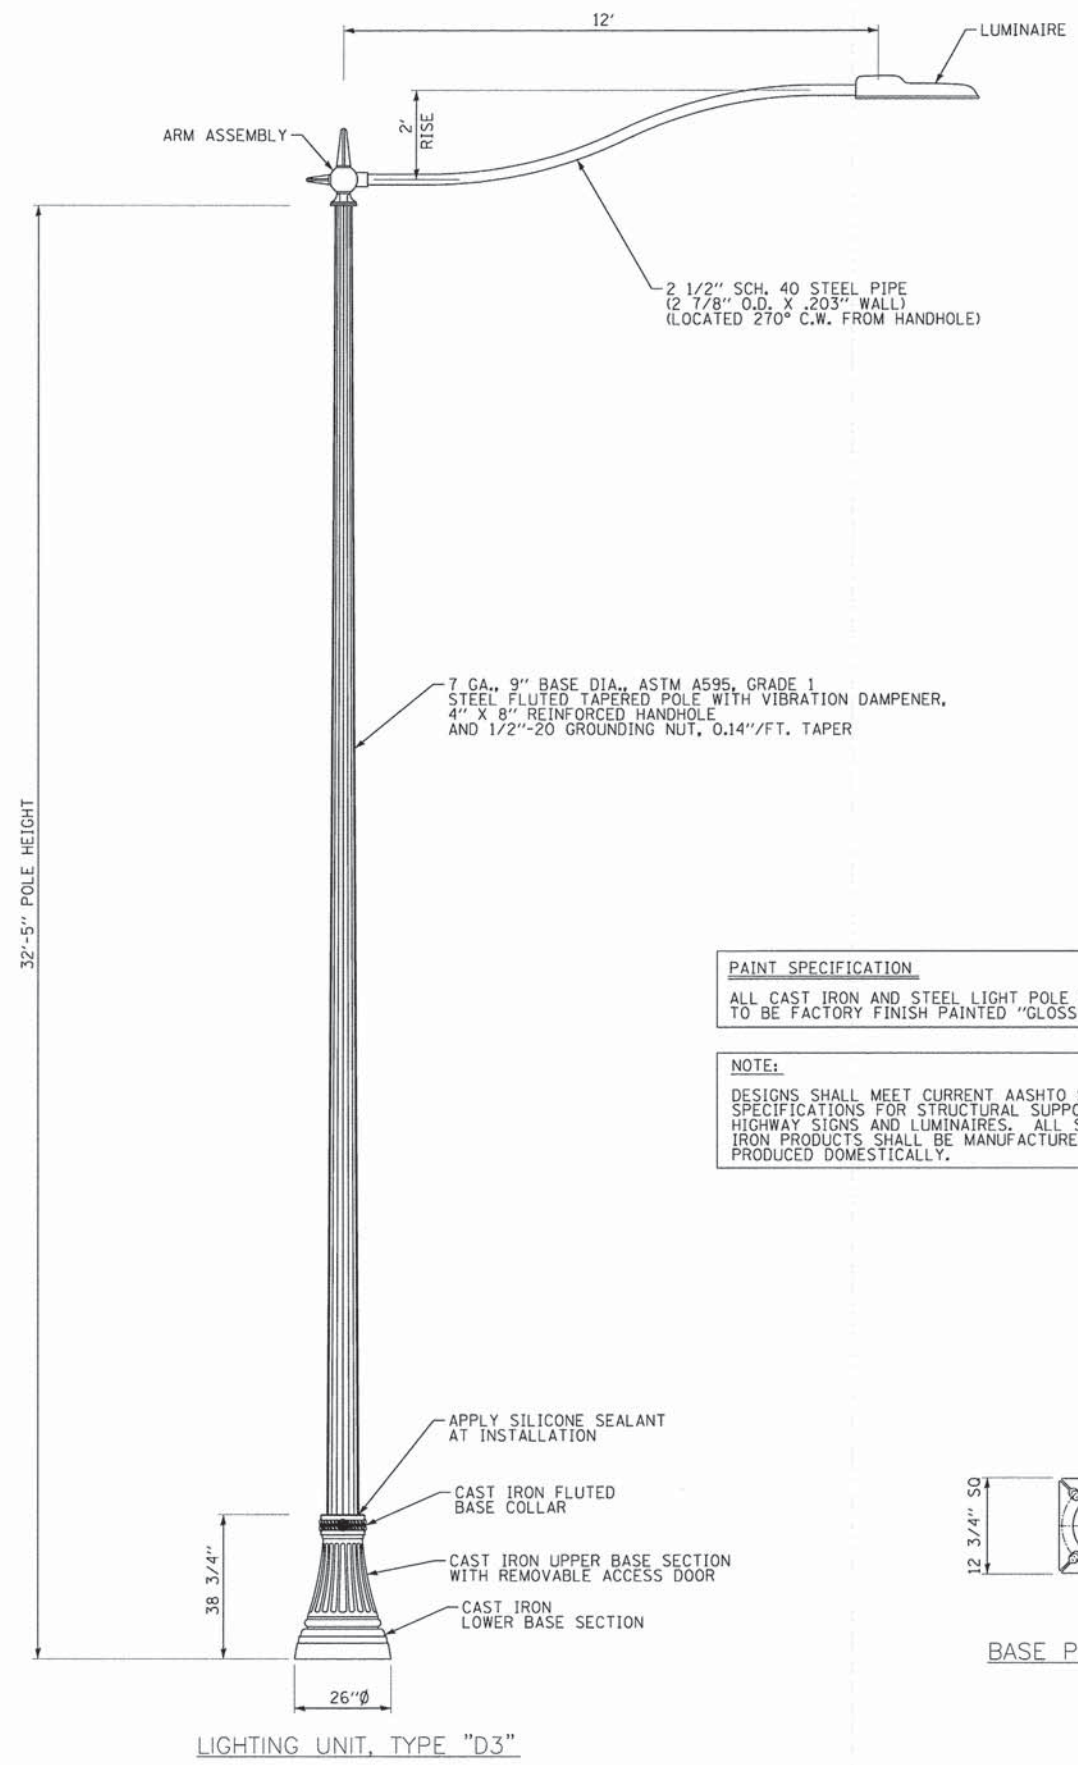 12'
LUMINAIRE
2'
RISE
ARM ASSEMBLY
2 1/2" SCH. 40 STEEL PIPE
(2 7/8" O.D. X .203" WALL)
(LOCATED 270° C.W. FROM HANDHOLE)
7 GA., 9" BASE DIA., ASTM A595, GRADE 1
STEEL FLUTED TAPERED POLE WITH VIBRATION DAMPENER,
4" X 8" REINFORCED HANDHOLE
AND 1/2"-20 GROUNDING NUT, 0.14"/FT. TAPER
32'-5" POLE HEIGHT
PAINT SPECIFICATION
ALL CAST IRON AND STEEL LIGHT POLE
TO BE FACTORY FINISH PAINTED "GLOSS
NOTE:
DESIGNS SHALL MEET CURRENT AASHTO
SPECIFICATIONS FOR STRUCTURAL SUPPO
HIGHWAY SIGNS AND LUMINAIRES. ALL S
IRON PRODUCTS SHALL BE MANUFACTURE
PRODUCED DOMESTICALLY.
APPLY SILICONE SEALANT
AT INSTALLATION
CAST IRON FLUTED
BASE COLLAR
CAST IRON UPPER BASE SECTION
WITH REMOVABLE ACCESS DOOR
CAST IRON
LOWER BASE SECTION
38 3/4"
12 3/4" SQ
26"Ø
BASE P
LIGHTING UNIT, TYPE "D3"